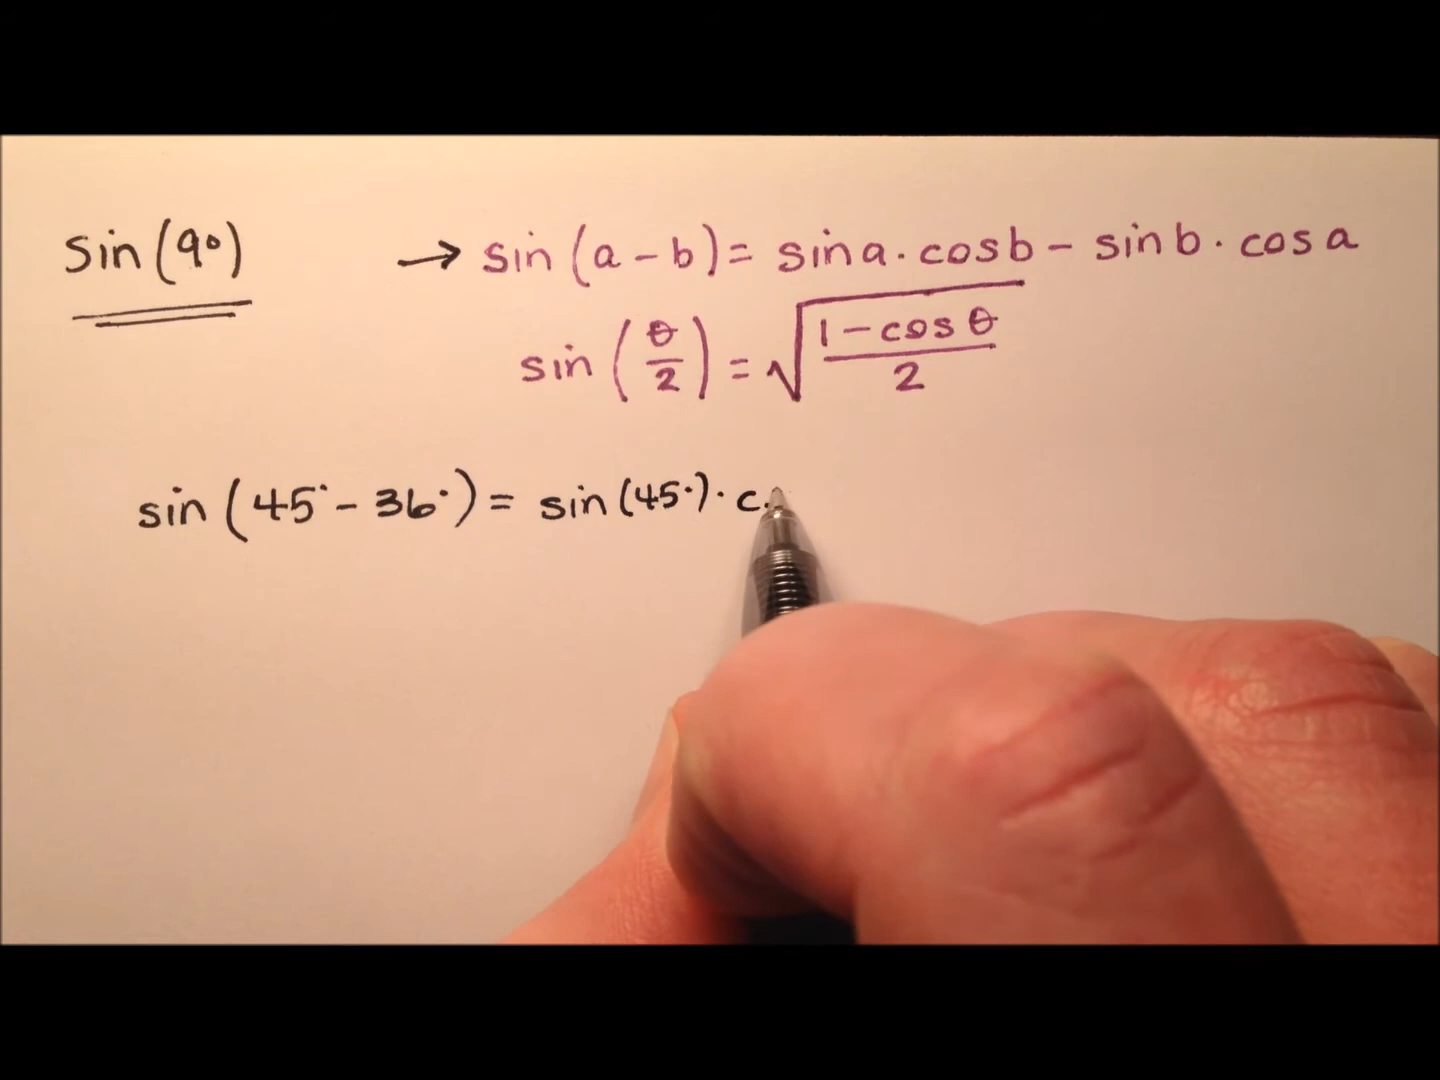 sin(9°) → sin(a - b) = sin a · cos b - sin b · cos a
sin(θ/2) = √((1 - cos θ)/2)
sin(45° - 36°) = sin(45°) · c